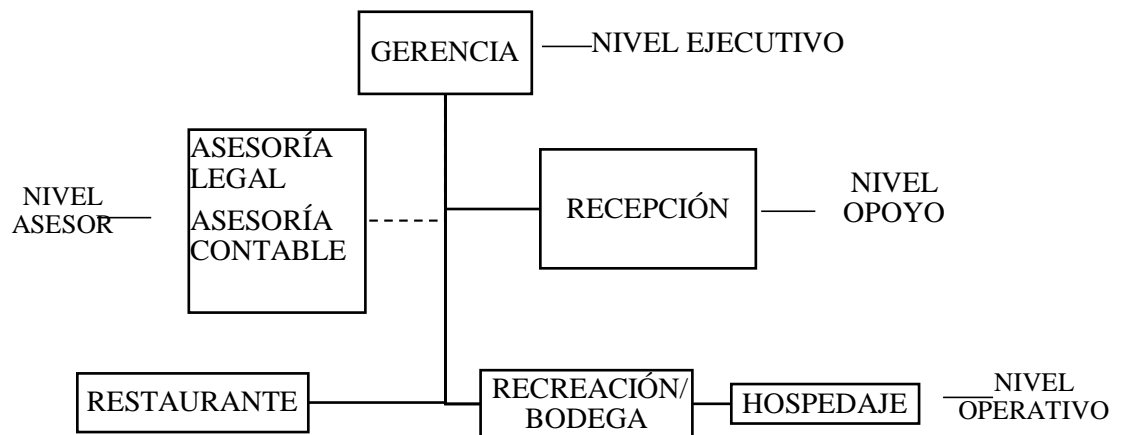 GERENCIA
NIVEL EJECUTIVO
ASESORÍA
LEGAL
ASESORÍA
CONTABLE
NIVEL
ASESOR
RECEPCIÓN
NIVEL
OPOYO
RESTAURANTE
RECREACIÓN/
BODEGA
HOSPEDAJE
NIVEL
OPERATIVO